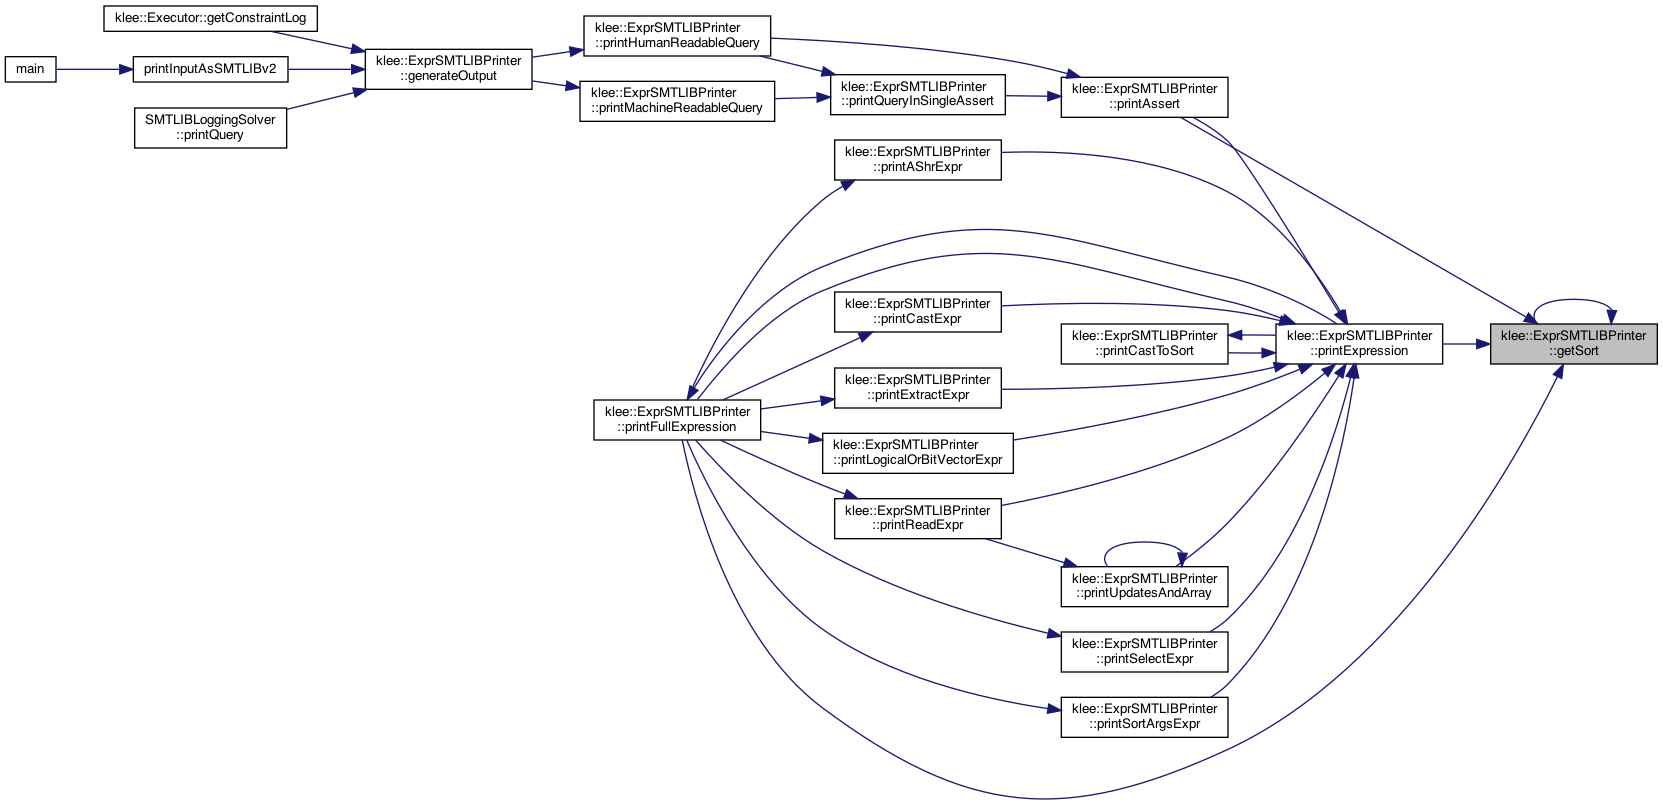 klee::Executor::getConstraintLog
main
printInputAsSMTLIBv2
SMTLIBLoggingSolver
::printQuery
klee::ExprSMTLIBPrinter
::generateOutput
klee::ExprSMTLIBPrinter
::printHumanReadableQuery
klee::ExprSMTLIBPrinter
::printMachineReadableQuery
klee::ExprSMTLIBPrinter
::printQueryInSingleAssert
klee::ExprSMTLIBPrinter
::printAssert
klee::ExprSMTLIBPrinter
::printAShrExpr
klee::ExprSMTLIBPrinter
::printCastExpr
klee::ExprSMTLIBPrinter
::printCastToSort
klee::ExprSMTLIBPrinter
::printExpression
klee::ExprSMTLIBPrinter
::getSort
klee::ExprSMTLIBPrinter
::printExtractExpr
klee::ExprSMTLIBPrinter
::printFullExpression
klee::ExprSMTLIBPrinter
::printLogicalOrBitVectorExpr
klee::ExprSMTLIBPrinter
::printReadExpr
klee::ExprSMTLIBPrinter
::printUpdatesAndArray
klee::ExprSMTLIBPrinter
::printSelectExpr
klee::ExprSMTLIBPrinter
::printSortArgsExpr